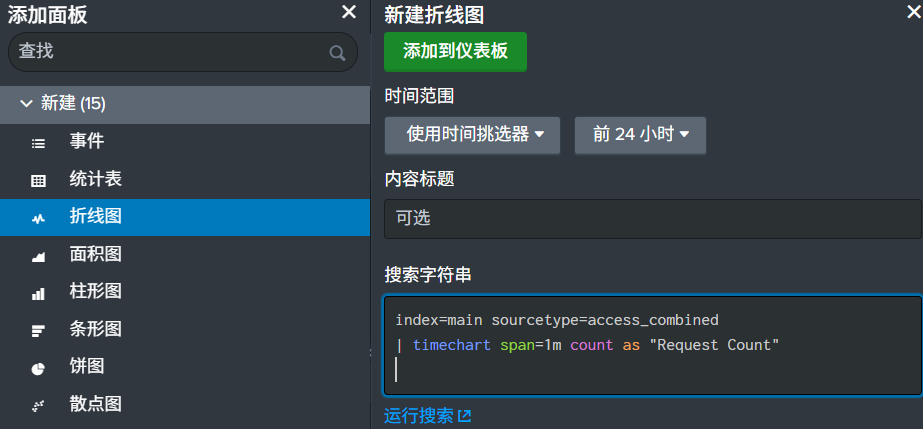 添加面板
查找
新建 (15)
事件
统计表
折线图
面积图
柱形图
条形图
饼图
散点图
新建折线图
添加到仪表板
时间范围
使用时间挑选器 前 24 小时
内容标题
可选
搜索字符串
index=main sourcetype=access_combined
| timechart span=1m count as "Request Count"
运行搜索